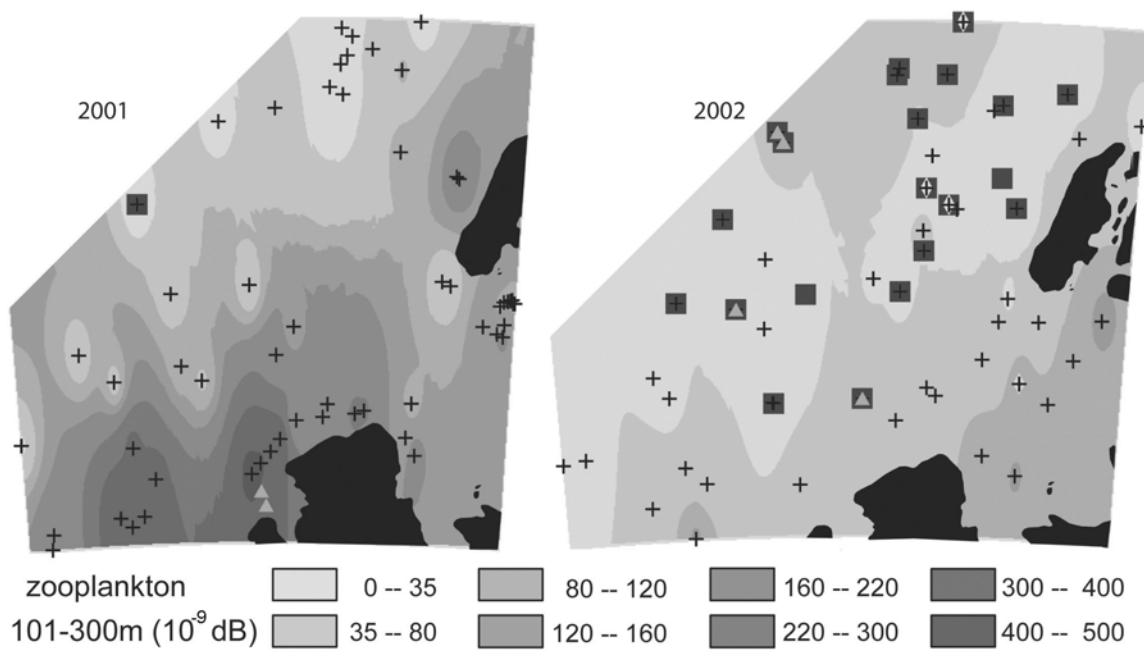 2001
2002
zooplankton 0 -- 35 80 -- 120 160 -- 220 300 -- 400
101-300m (10⁻⁹ dB) 35 -- 80 120 -- 160 220 -- 300 400 -- 500